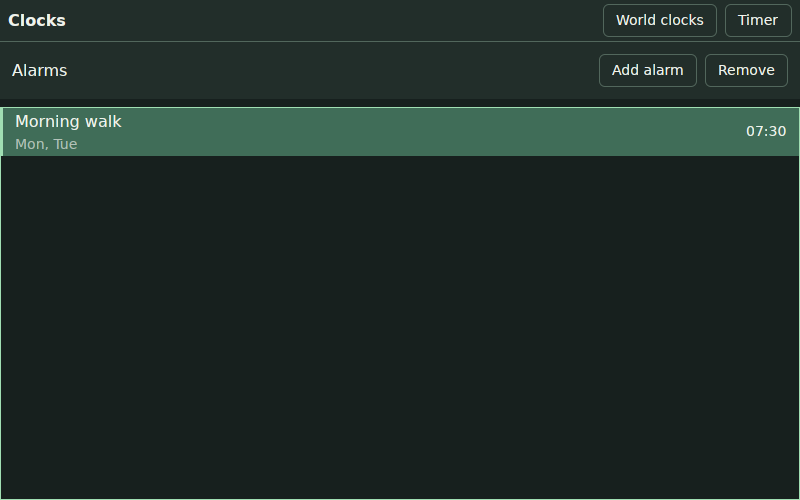 Clocks
World clocks
Timer
Alarms
Add alarm
Remove
Morning walk
Mon, Tue
07:30